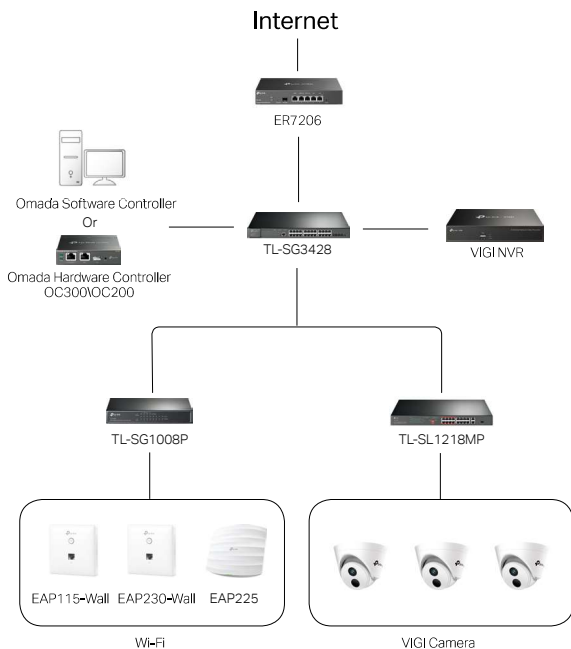 Internet
ER7206
Omada Software Controller
Or
Omada Hardware Controller
OC300\OC200
TL-SG3428
VIGI NVR
TL-SG1008P
TL-SL1218MP
EAP115-Wall
EAP230-Wall
EAP225
Wi-Fi
VIGI Camera